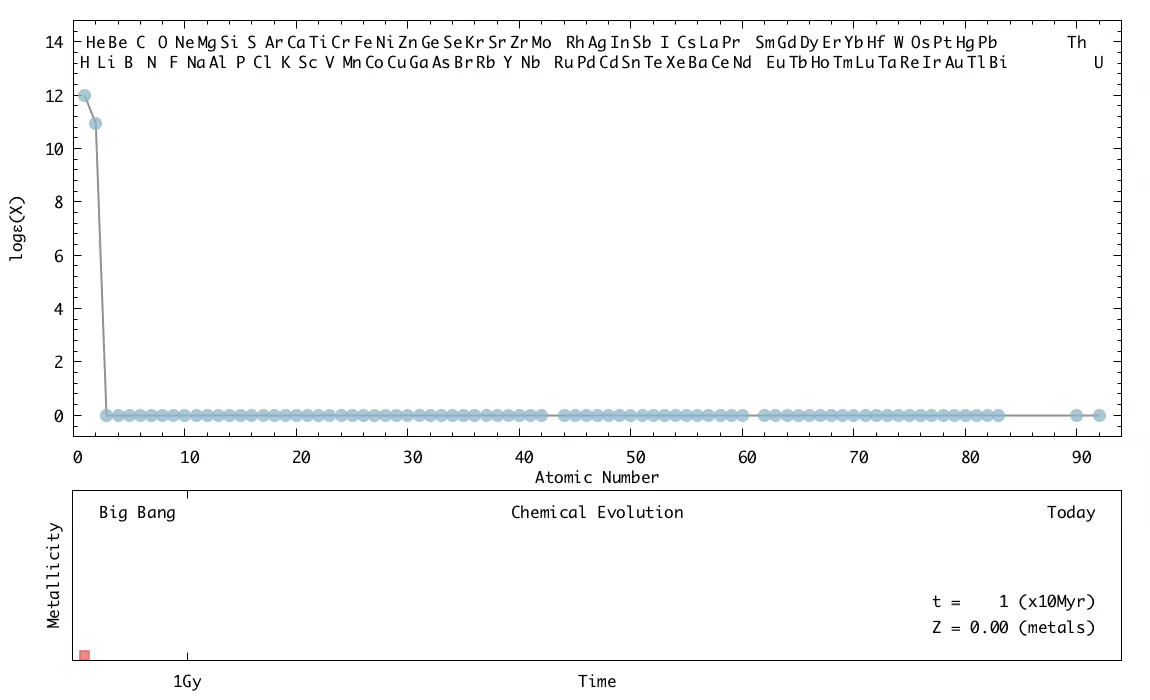 14
He Be C O Ne Mg Si S Ar Ca Ti Cr Fe Ni Zn Ge Se Kr Sr Zr Mo Rh Ag In Sb I Cs La Pr Sm Gd Dy Er Yb Hf W Os Pt Hg Pb Th
H Li B N F Na Al P Cl K Sc V Mn Co Cu Ga As Br Rb Y Nb Ru Pd Cd Sn Te Xe Ba Ce Nd Eu Tb Ho Tm Lu Ta Re Ir Au Tl Bi U
12
10
8
logε(X)
6
4
2
0
0 10 20 30 40 50 60 70 80 90
Atomic Number
Big Bang Chemical Evolution Today
Metallicity
t = 1 (x10Myr)
Z = 0.00 (metals)
1Gy Time